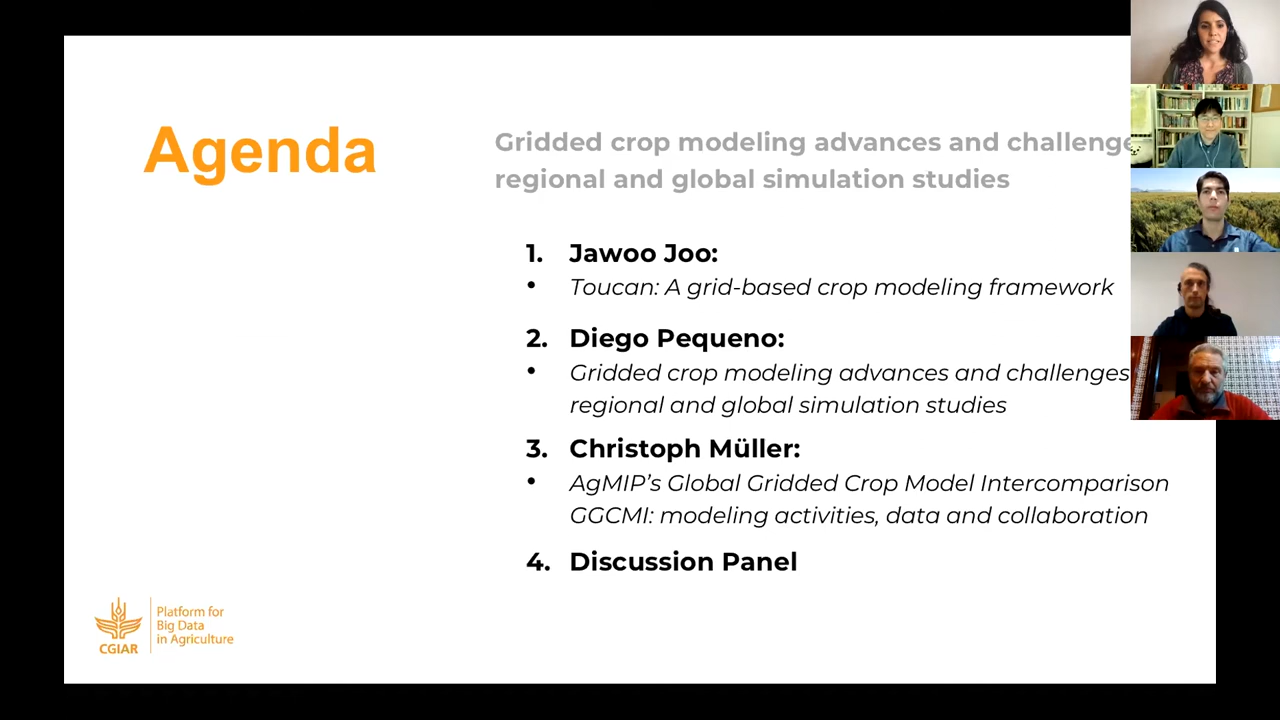 Agenda
Gridded crop modeling advances and challenge
regional and global simulation studies
1. Jawoo Joo:
• Toucan: A grid-based crop modeling framework
2. Diego Pequeno:
• Gridded crop modeling advances and challenges
regional and global simulation studies
3. Christoph Müller:
• AgMIP’s Global Gridded Crop Model Intercomparison
GGCMI: modeling activities, data and collaboration
4. Discussion Panel
CGIAR
Platform for
Big Data
in Agriculture